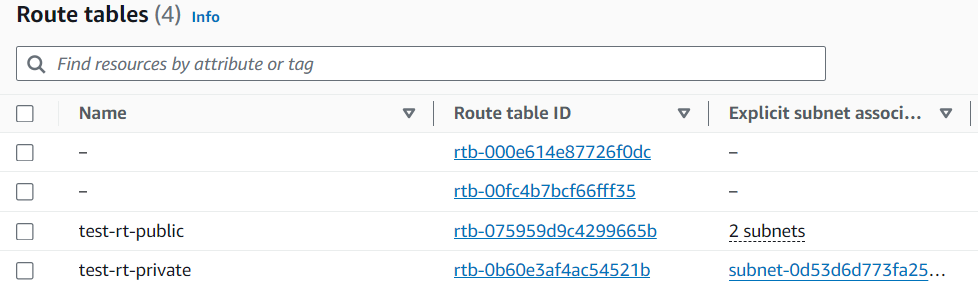 Route tables (4) Info
Find resources by attribute or tag
Name Route table ID Explicit subnet associ...
– rtb-000e614e87726f0dc –
– rtb-00fc4b7bcf66fff35 –
test-rt-public rtb-075959d9c4299665b 2 subnets
test-rt-private rtb-0b60e3af4ac54521b subnet-0d53d6d773fa25...